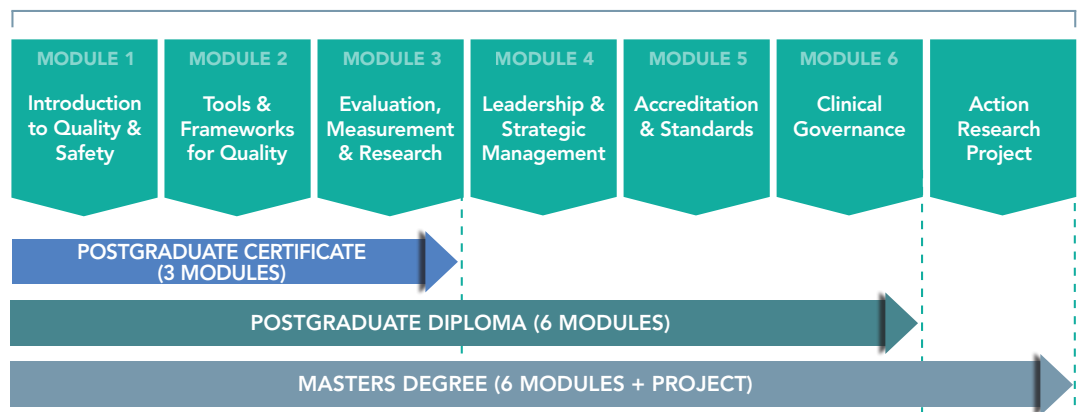 MODULE 1
Introduction
to Quality &
Safety
MODULE 2
Tools &
Frameworks
for Quality
MODULE 3
Evaluation,
Measurement
& Research
MODULE 4
Leadership &
Strategic
Management
MODULE 5
Accreditation
& Standards
MODULE 6
Clinical
Governance
Action
Research
Project
POSTGRADUATE CERTIFICATE
(3 MODULES)
POSTGRADUATE DIPLOMA (6 MODULES)
MASTERS DEGREE (6 MODULES + PROJECT)